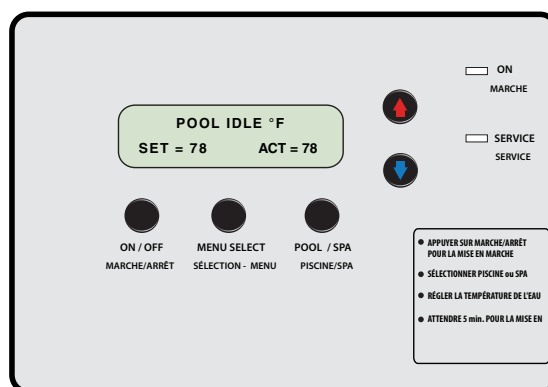 POOL IDLE °F
SET = 78 ACT = 78
ON
MARCHE
SERVICE
SERVICE
ON / OFF
MARCHE/ARRÊT
MENU SELECT
SÉLECTION - MENU
POOL / SPA
PISCINE/SPA
• APPUYER SUR MARCHE/ARRÊT
POUR LA MISE EN MARCHE
• SÉLECTIONNER PISCINE ou SPA
• RÉGLER LA TEMPÉRATURE DE L'EAU
• ATTENDRE 5 min. POUR LA MISE EN